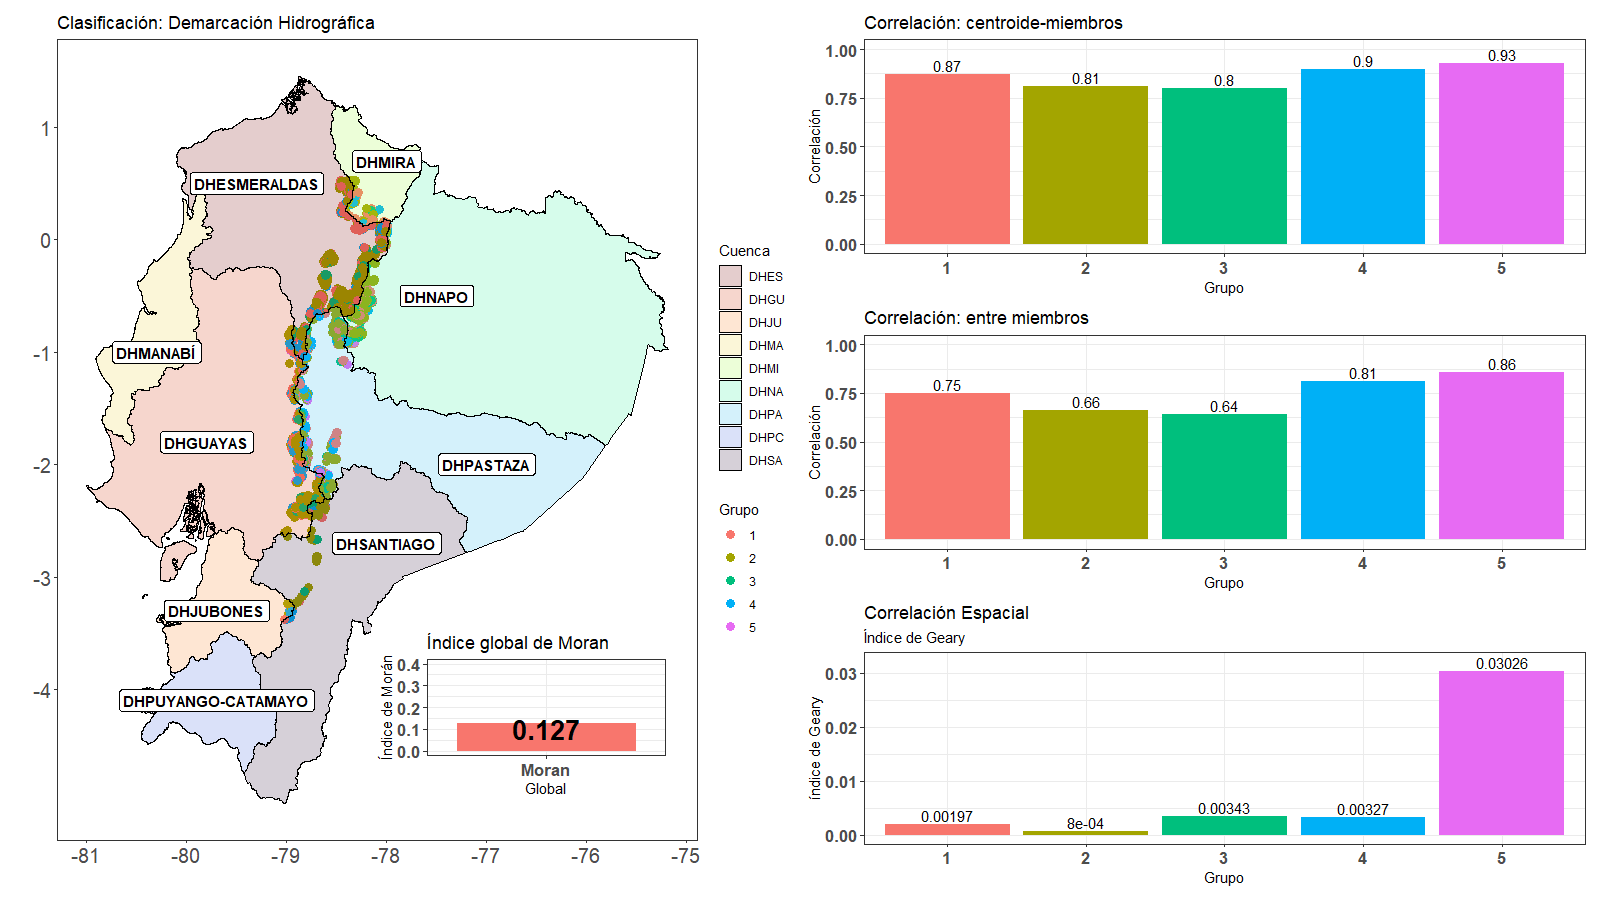 Clasificación: Demarcación Hidrográfica
1
0
-1
-2
-3
-4
-81
-80
-79
-78
-77
-76
-75
DHMIRA
DHESMERALDAS
DHNAPO
DHMANABÍ
DHGUAYAS
DHPASTAZA
DHSANTIAGO
DHJUBONES
DHPUYANGO-CATAMAYO
Índice global de Moran
Índice de Morán
0.4
0.3
0.2
0.1
0.0
0.127
Moran
Global
Cuenca
DHES
DHGU
DHJU
DHMA
DHMI
DHNA
DHPA
DHPC
DHSA
Grupo
1
2
3
4
5
Correlación: centroide-miembros
Correlación
1.00
0.75
0.50
0.25
0.00
0.87
0.81
0.8
0.9
0.93
1
2
3
4
5
Grupo
Correlación: entre miembros
Correlación
1.00
0.75
0.50
0.25
0.00
0.75
0.66
0.64
0.81
0.86
1
2
3
4
5
Grupo
Correlación Espacial
Índice de Geary
Índice de Geary
0.03
0.02
0.01
0.00
0.00197
8e-04
0.00343
0.00327
0.03026
1
2
3
4
5
Grupo